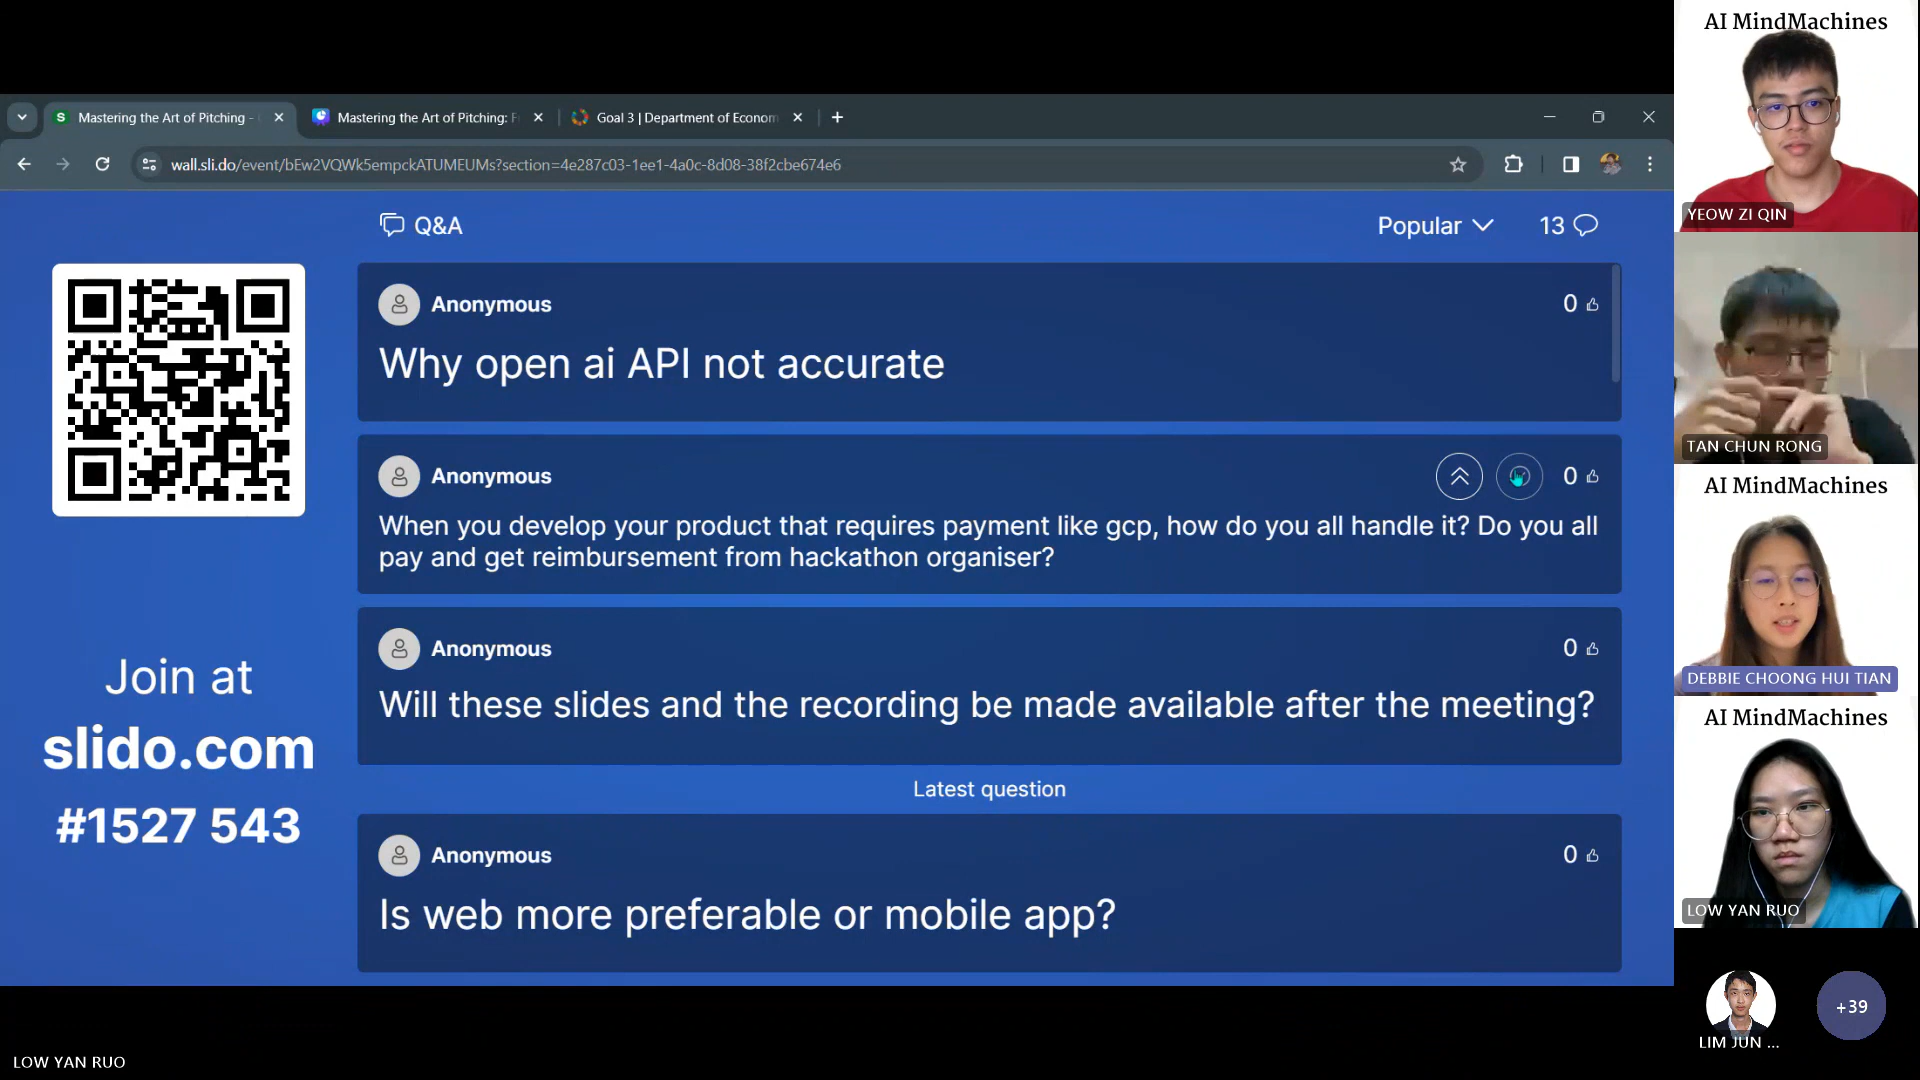 Mastering the Art of Pitching -
Mastering the Art of Pitching:
Goal 3 | Department of Econom
wall.sli.do/event/bEw2VQWk5empckATUMEUMs?section=4e287c03-1ee1-4a0c-8d08-38f2cbe674e6
Q&A
Popular
13
Anonymous
0
Why open ai API not accurate
Anonymous
0
When you develop your product that requires payment like gcp, how do you all handle it? Do you all
pay and get reimbursement from hackathon organiser?
Anonymous
0
Will these slides and the recording be made available after the meeting?
Latest question
Anonymous
0
Is web more preferable or mobile app?
Join at
slido.com
#1527 543
AI MindMachines
YEOW ZI QIN
TAN CHUN RONG
AI MindMachines
DEBBIE CHOONG HUI TIAN
AI MindMachines
LOW YAN RUO
LIM JUN ...
+39
LOW YAN RUO